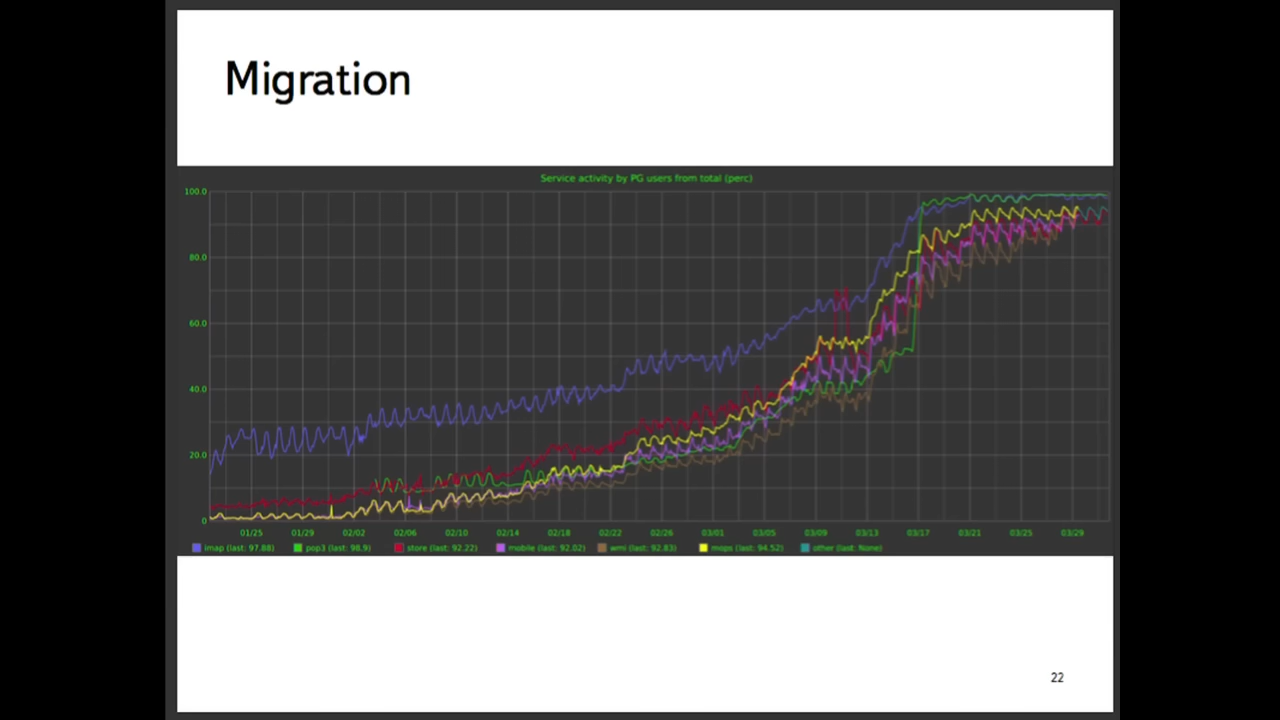 Migration
Service activity by PG users from total (perc)
100.0
80.0
60.0
40.0
20.0
0
01/25 01/29 02/02 02/06 02/10 02/14 02/18 02/22 02/26 03/01 03/05 03/09 03/13 03/17 03/21 03/25 03/29
imap (last: 97.88) pop3 (last: 98.9) store (last: 92.22) mobile (last: 92.02) wmi (last: 92.83) mops (last: 94.52) other (last: None)
22